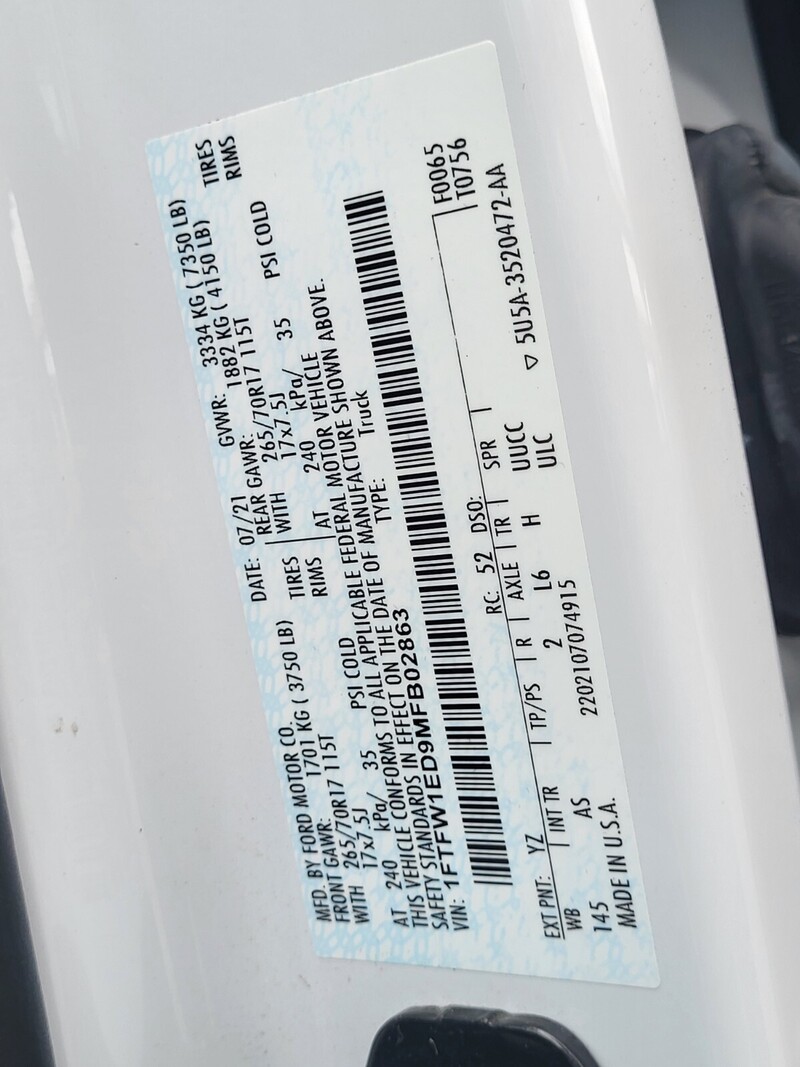 MFD. BY FORD MOTOR CO.
DATE: 07/21 GVWR: 3334 KG ( 7350 LB)
FRONT GAWR: 1701 KG ( 3750 LB) REAR GAWR: 1882 KG ( 4150 LB)
WITH 265/70R17 115T TIRES WITH 265/70R17 115T TIRES
17x7.5J RIMS 17x7.5J RIMS
AT 240 kPa/ 35 PSI COLD AT 240 kPa/ 35 PSI COLD
THIS VEHICLE CONFORMS TO ALL APPLICABLE FEDERAL MOTOR VEHICLE
SAFETY STANDARDS IN EFFECT ON THE DATE OF MANUFACTURE SHOWN ABOVE.
VIN: 1FTFW1ED9MFB02863 TYPE: Truck
F0065
T0756
EXT PNT: YZ RC: 52 DSO:
WB INT TR TP/PS R AXLE TR SPR
145 AS 2 L6 H UUCC
ULC
MADE IN U.S.A. 2202107074915
▽ 5U5A-3520472-AA